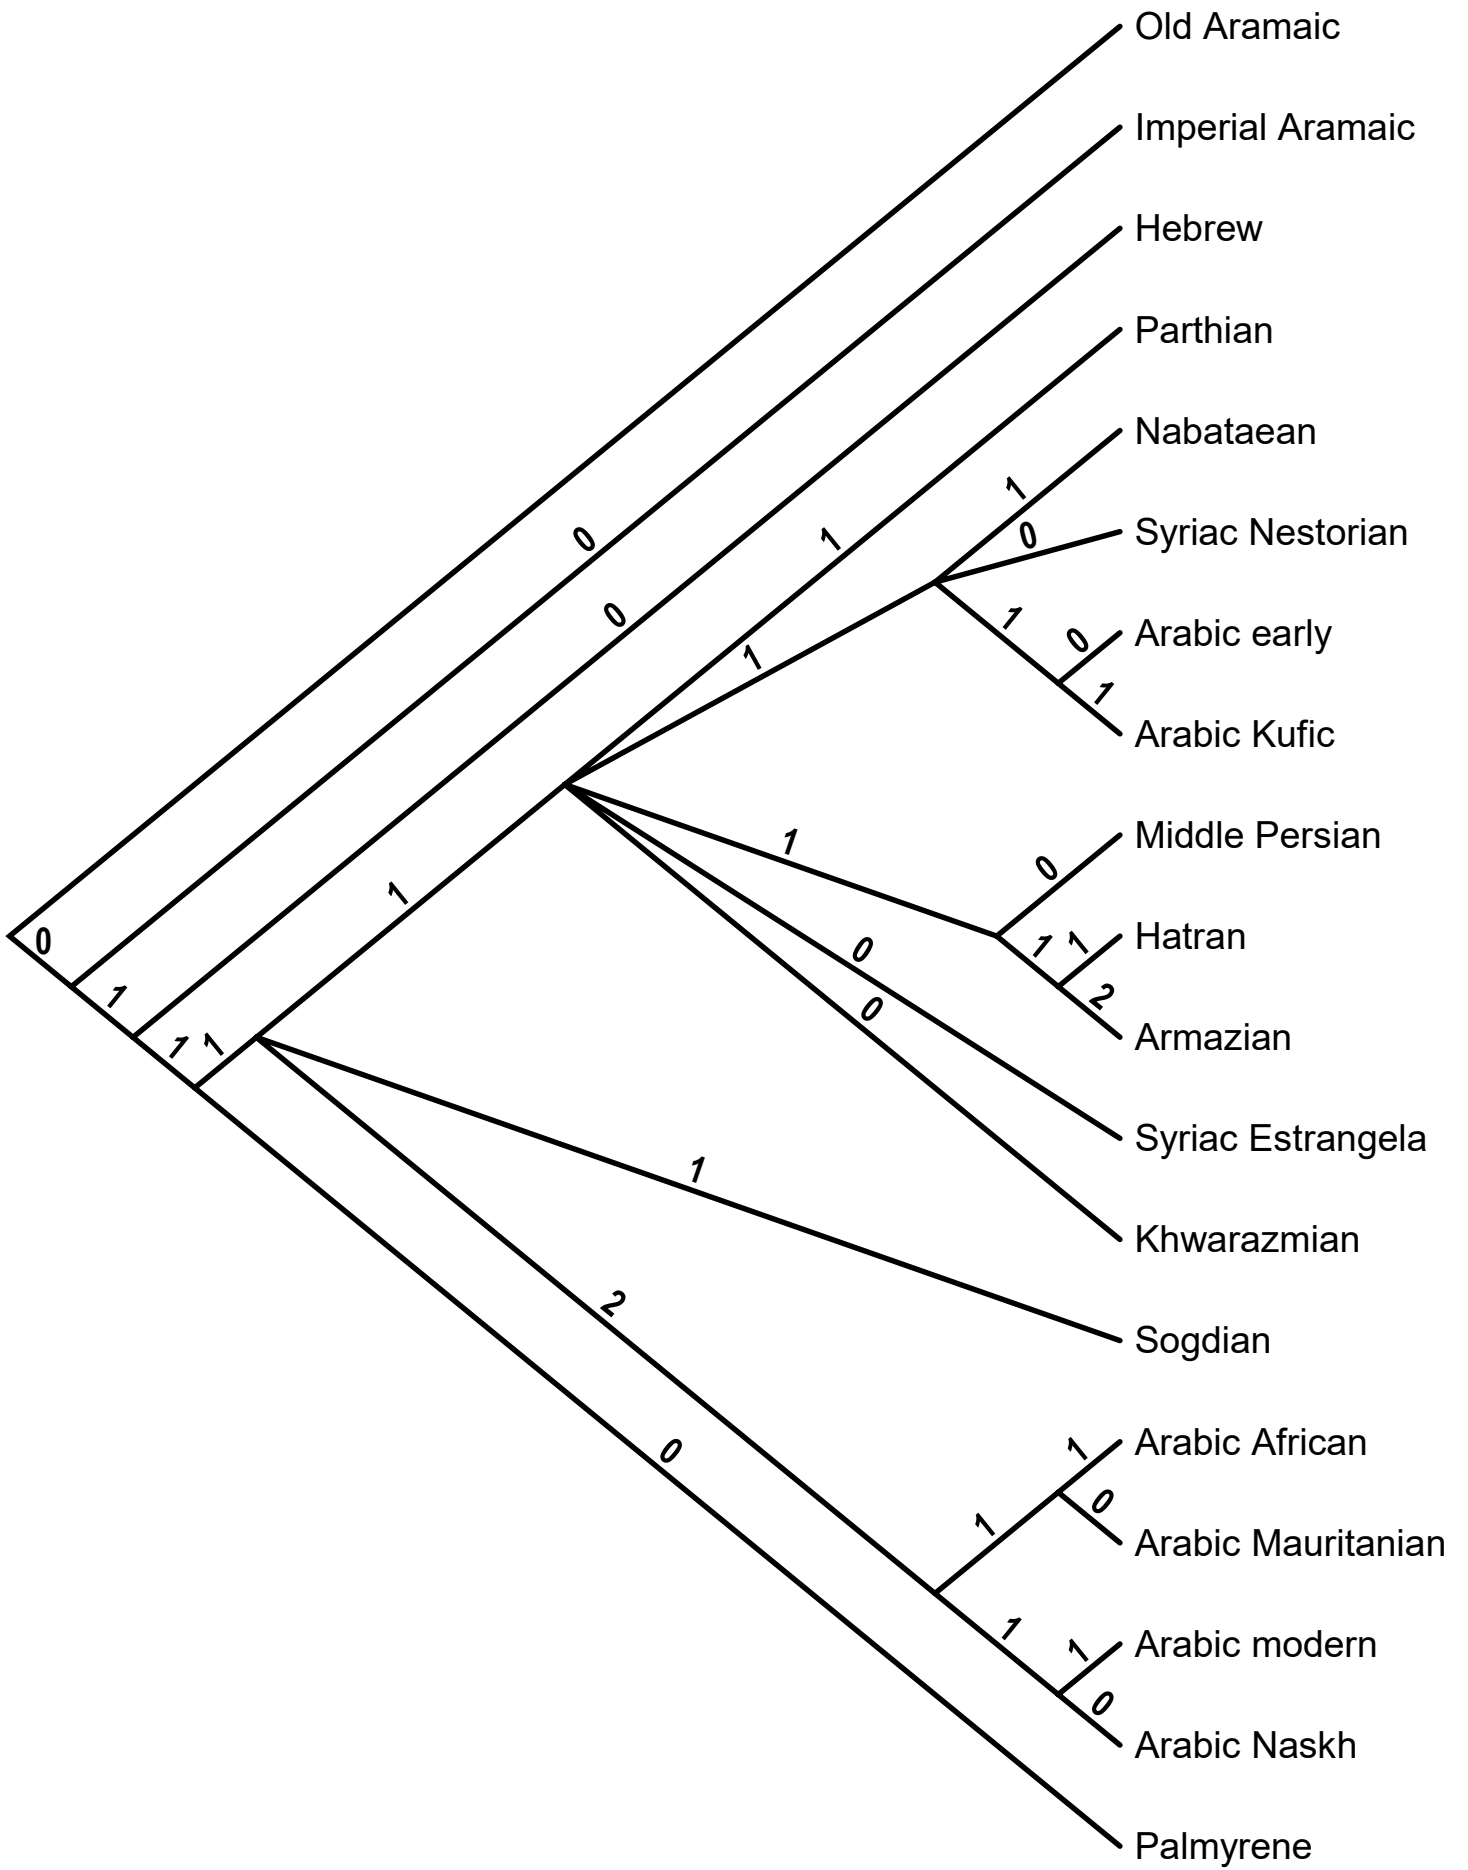 Old Aramaic
Imperial Aramaic
Hebrew
Parthian
Nabataean
1
0
Syriac Nestorian
0
1
1
0
Arabic early
0
1
1
Arabic Kufic
1
Middle Persian
0
1
Hatran
0
1
1
0
2
1
0
Armazian
1
1
Syriac Estrangela
1
Khwarazmian
2
Sogdian
1
Arabic African
0
0
1
Arabic Mauritanian
1
1
Arabic modern
0
Arabic Naskh
Palmyrene